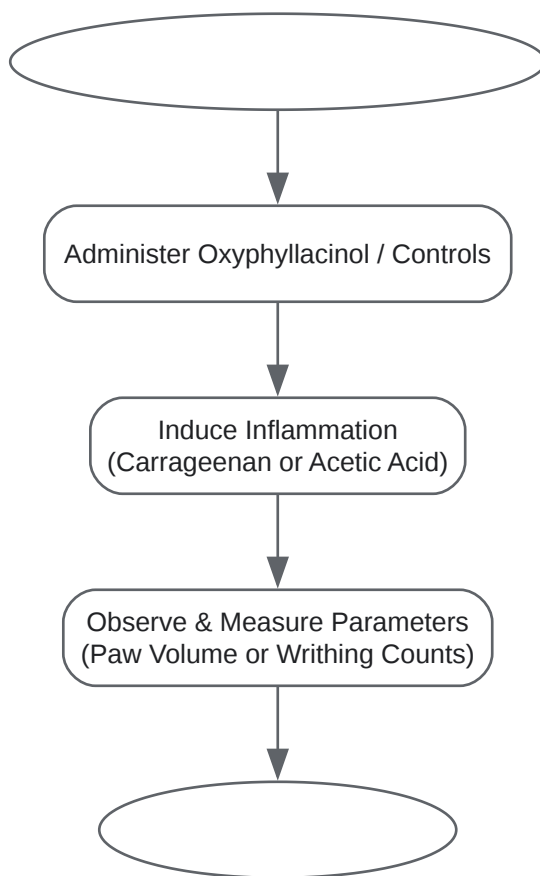 Administer Oxyphyllacinol / Controls
Induce Inflammation
(Carrageenan or Acetic Acid)
Observe & Measure Parameters
(Paw Volume or Writhing Counts)